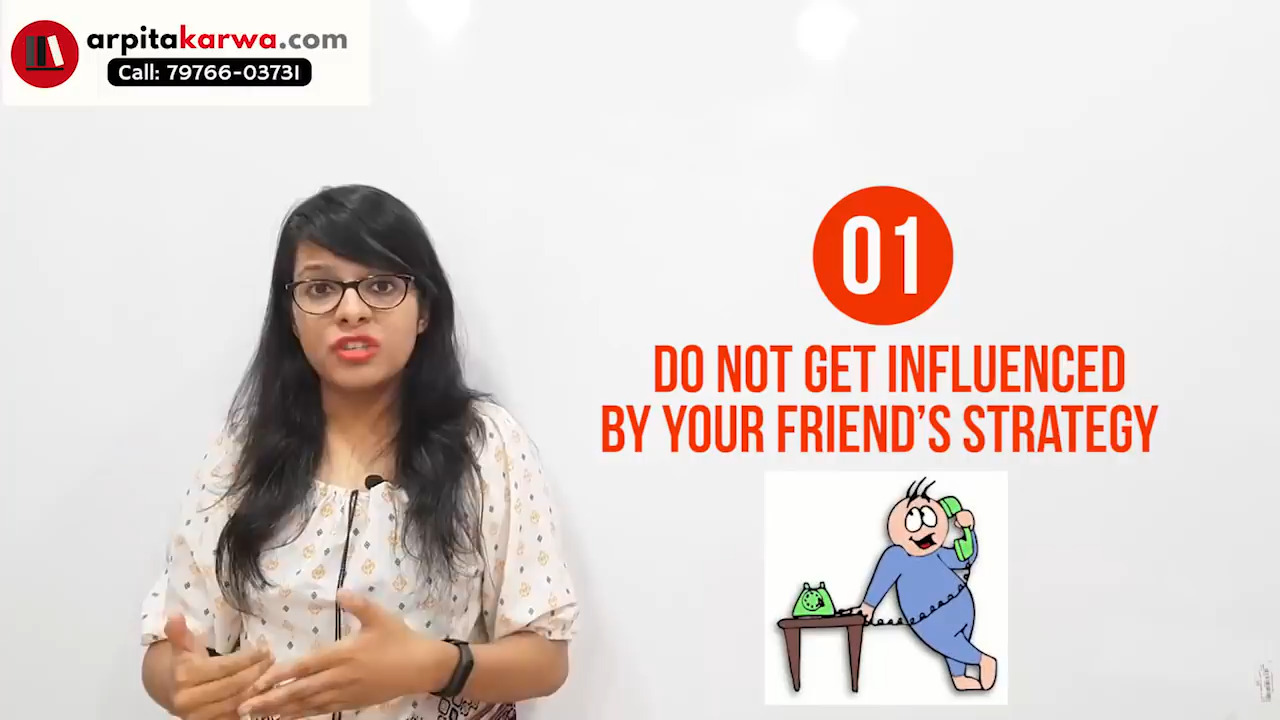 arpitakarwa.com
Call: 79766-03731
01
DO NOT GET INFLUENCED
BY YOUR FRIEND'S STRATEGY